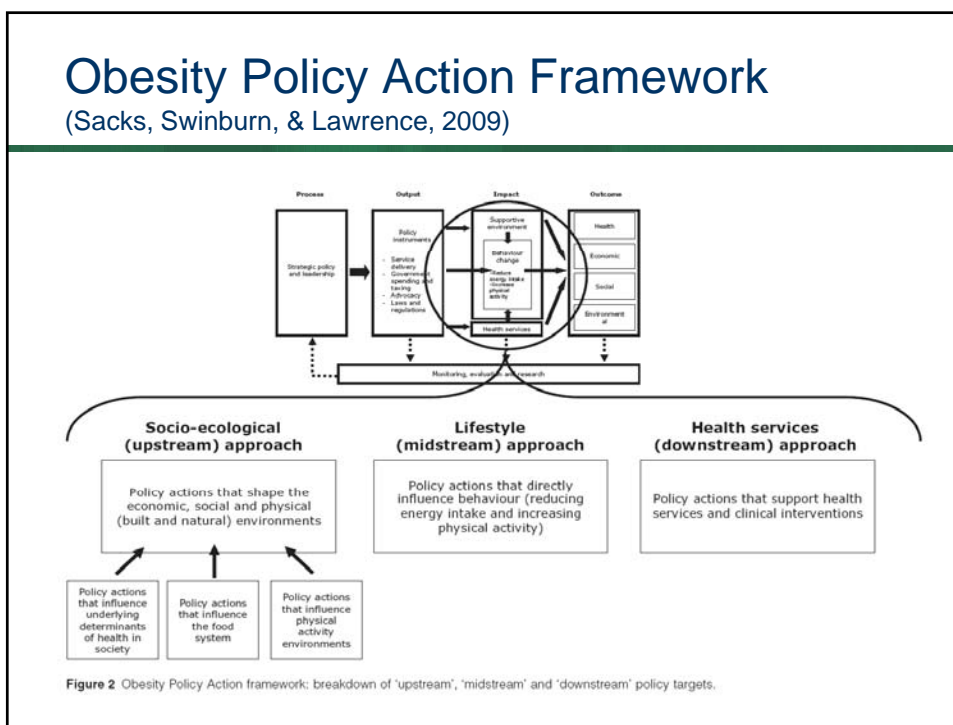 Obesity Policy Action Framework
(Sacks, Swinburn, & Lawrence, 2009)
Process
Output
Impact
Outcome
Strategic policy
and leadership
Policy
instruments
- Service
delivery
- Government
spending and
taxing
- Advocacy
- Laws and
regulations
Supportive
environment
Behaviour
change
-Reduce
energy intake
-Increase
physical
activity
Health services
Health
Economic
Social
Environment
al
Monitoring, evaluation and research
Socio-ecological
(upstream) approach
Policy actions that shape the
economic, social and physical
(built and natural) environments
Policy actions
that influence
underlying
determinants
of health in
society
Policy actions
that influence
the food
system
Policy actions
that influence
physical
activity
environments
Lifestyle
(midstream) approach
Policy actions that directly
influence behaviour (reducing
energy intake and increasing
physical activity)
Health services
(downstream) approach
Policy actions that support health
services and clinical interventions
Figure 2 Obesity Policy Action framework: breakdown of 'upstream', 'midstream' and 'downstream' policy targets.